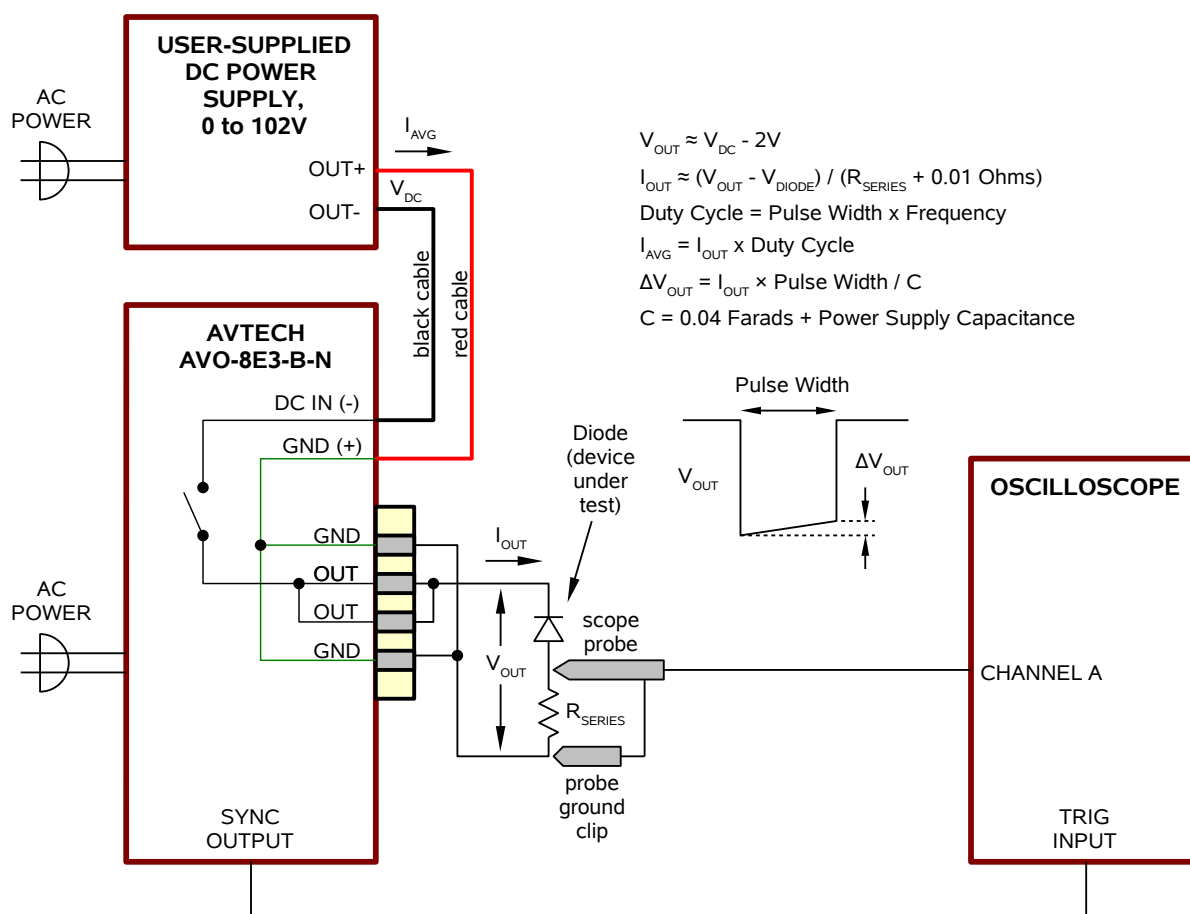 USER-SUPPLIED
DC POWER
SUPPLY,
0 to 102V
AC
POWER
I_AVG
OUT+
V_DC
OUT-
black cable
red cable
V_OUT ≈ V_DC - 2V
I_OUT ≈ (V_OUT - V_DIODE) / (R_SERIES + 0.01 Ohms)
Duty Cycle = Pulse Width x Frequency
I_AVG = I_OUT x Duty Cycle
ΔV_OUT = I_OUT × Pulse Width / C
C = 0.04 Farads + Power Supply Capacitance
AVTECH
AVO-8E3-B-N
DC IN (-)
GND (+)
GND
OUT
OUT
GND
AC
POWER
SYNC
OUTPUT
I_OUT
V_OUT
Diode
(device
under
test)
scope
probe
R_SERIES
probe
ground
clip
Pulse Width
V_OUT
ΔV_OUT
OSCILLOSCOPE
CHANNEL A
TRIG
INPUT